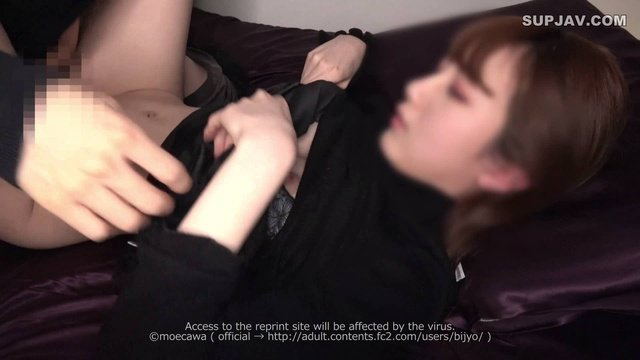 SUPJAV.COM
Access to the reprint site will be affected by the virus.
©moecawa ( official → http://adult.contents.fc2.com/users/bijyo/ )